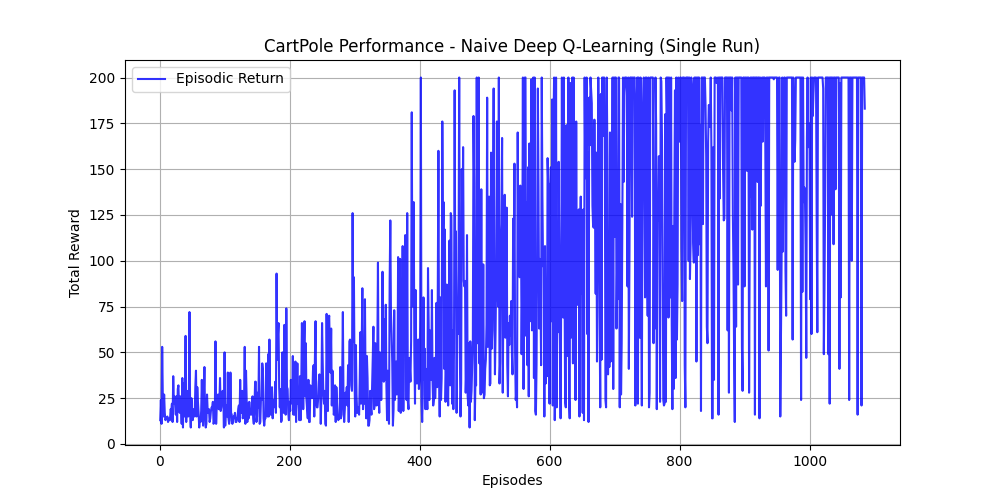 CartPole Performance - Naive Deep Q-Learning (Single Run)
Episodic Return
200
175
150
125
100
75
50
25
0
Total Reward
0 200 400 600 800 1000
Episodes